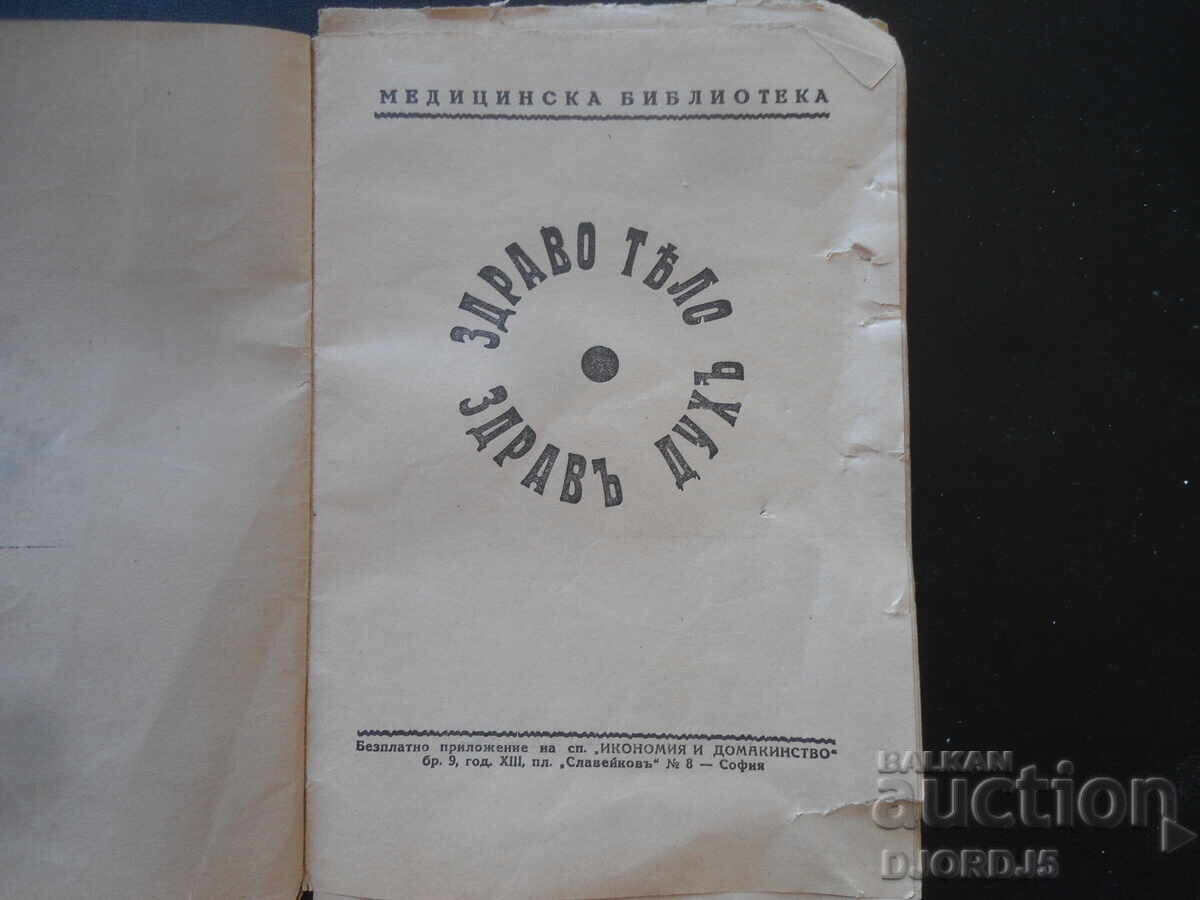 МЕДИЦИНСКА БИБЛИОТЕКА
ЗДРАВО ТѢЛО
ЗДРАВЪ ДУХЪ
Безплатно приложение на сп. „ИКОНОМИЯ И ДОМАКИНСТВО“
бр. 9, год. XIII, пл. „Славейковъ“ № 8 — София
BALKAN
auction
DJORDJ5